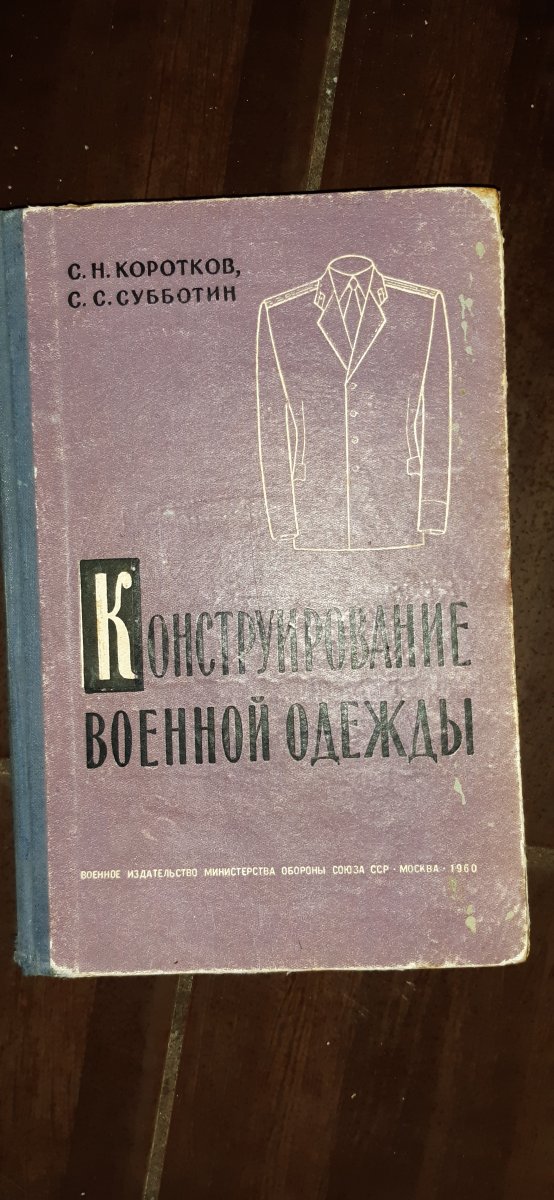 С. Н. КОРОТКОВ,
С. С. СУББОТИН
КОНСТРУИРОВАНИЕ
ВОЕННОЙ ОДЕЖДЫ
ВОЕННОЕ ИЗДАТЕЛЬСТВО МИНИСТЕРСТВА ОБОРОНЫ СОЮЗА ССР · МОСКВА · 1960